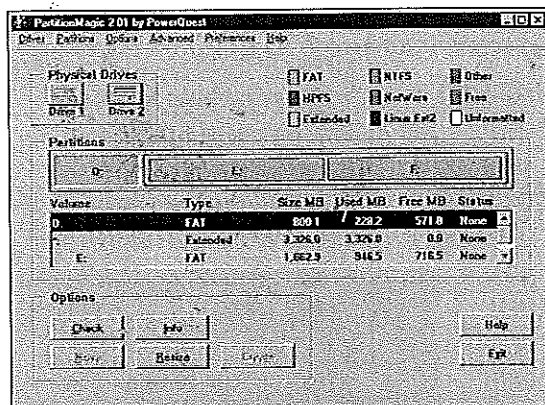 PartitionMagic 2.01 by PowerQuest
Drives Partitions Options Advanced Preferences Help
Physical Drives
Drive 1 Drive 2
FAT NTFS Other
HPFS NetWare Free
Extended Linux Ext2 Unformatted
Partitions
D: E: F:
Volume Type Size MB Used MB Free MB Status
D: FAT 800.1 228.2 571.8 None
Extended 3,326.0 3,326.0 0.0 None
E: FAT 1,662.9 946.5 716.5 None
Options
Check Info Help
Move Resize Exit